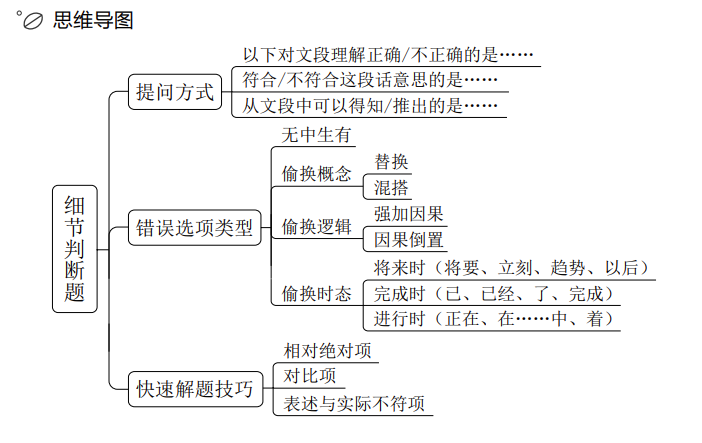 思维导图
细节判断题
提问方式
以下对文段理解正确/不正确的是……
符合/不符合这段话意思的是……
从文段中可以得知/推出的是……
错误选项类型
无中生有
偷换概念
替换
混搭
偷换逻辑
强加因果
因果倒置
偷换时态
将来时（将要、立刻、趋势、以后）
完成时（已、已经、了、完成）
进行时（正在、在……中、着）
快速解题技巧
相对绝对项
对比项
表述与实际不符项